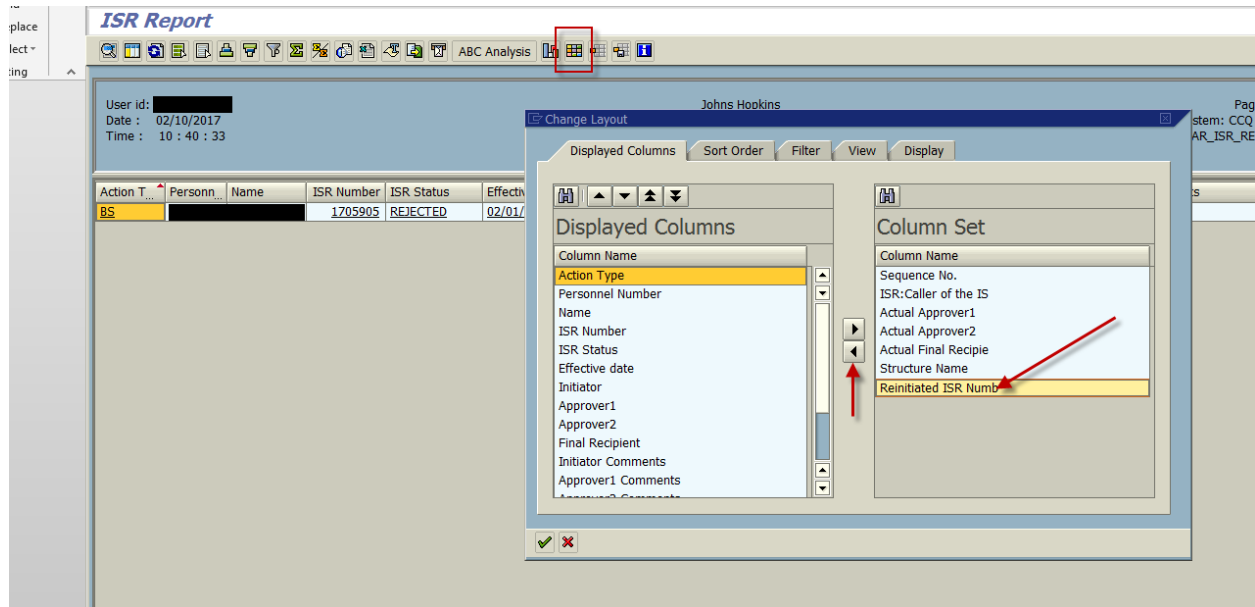 eplace
lect
ting
ISR Report
ABC Analysis
User id:
Date : 02/10/2017
Time : 10 : 40 : 33
Johns Hopkins
Pag
stem: CCQ
AR_ISR_RE
Action T... Personn... Name ISR Number ISR Status Effectiv
BS 1705905 REJECTED 02/01/
Change Layout
Displayed Columns Sort Order Filter View Display
Displayed Columns
Column Name
Action Type
Personnel Number
Name
ISR Number
ISR Status
Effective date
Initiator
Approver1
Approver2
Final Recipient
Initiator Comments
Approver1 Comments
Approver2 Comments
Column Set
Column Name
Sequence No.
ISR:Caller of the IS
Actual Approver1
Actual Approver2
Actual Final Recipie
Structure Name
Reinitiated ISR Numb